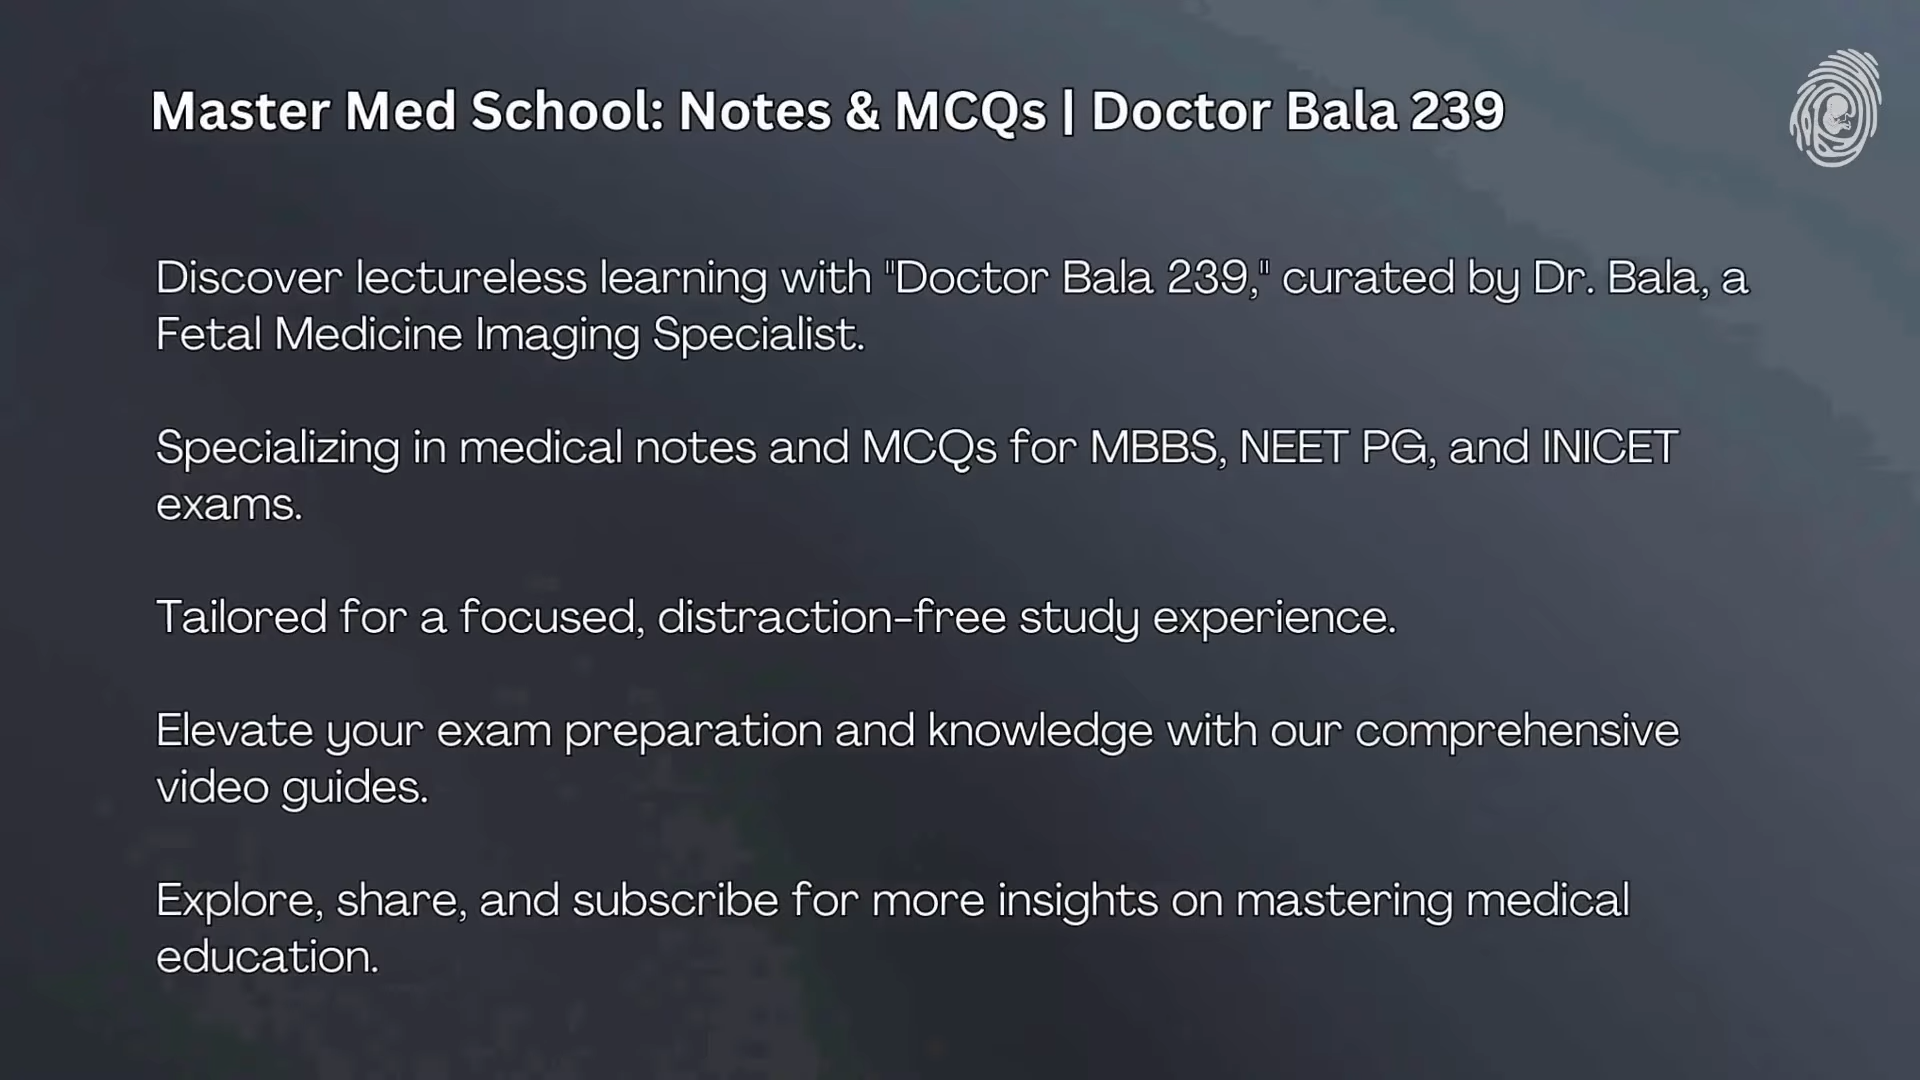 Master Med School: Notes & MCQs | Doctor Bala 239
Discover lectureless learning with "Doctor Bala 239," curated by Dr. Bala, a
Fetal Medicine Imaging Specialist.
Specializing in medical notes and MCQs for MBBS, NEET PG, and INICET
exams.
Tailored for a focused, distraction-free study experience.
Elevate your exam preparation and knowledge with our comprehensive
video guides.
Explore, share, and subscribe for more insights on mastering medical
education.